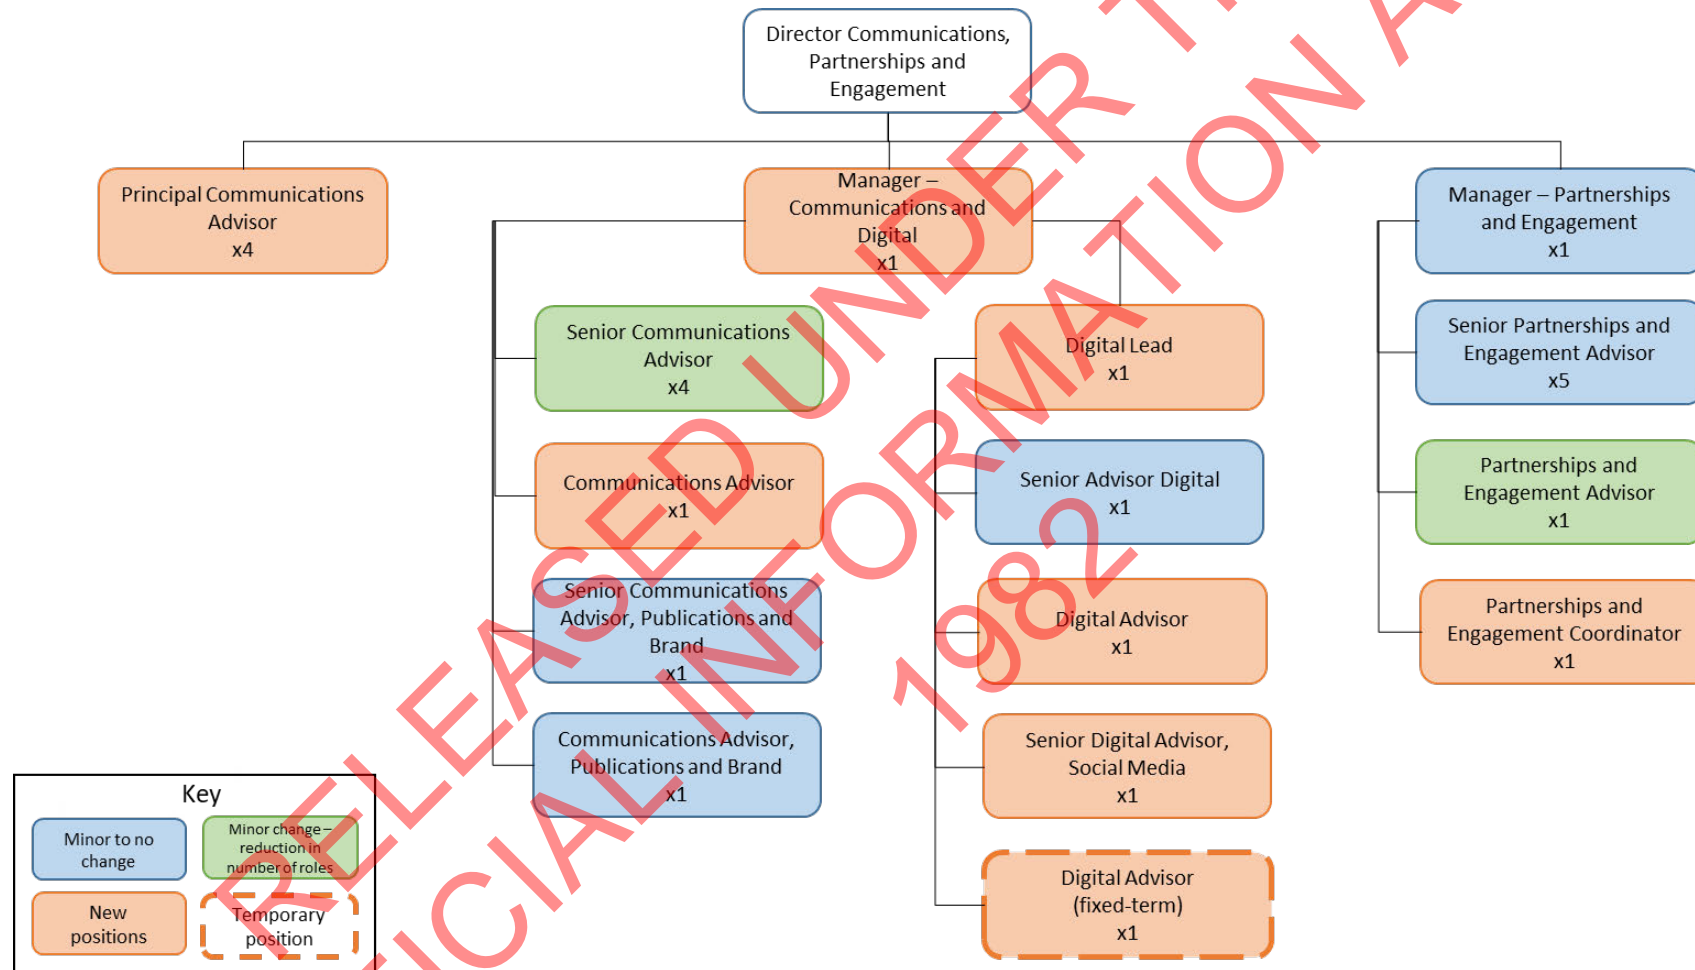 Director Communications,
Partnerships and
Engagement
Principal Communications
Advisor
x4
Manager –
Communications and
Digital
x1
Manager – Partnerships
and Engagement
x1
Senior Communications
Advisor
x4
Communications Advisor
x1
Senior Communications
Advisor, Publications and
Brand
x1
Communications Advisor,
Publications and Brand
x1
Digital Lead
x1
Senior Advisor Digital
x1
Digital Advisor
x1
Senior Digital Advisor,
Social Media
x1
Digital Advisor
(fixed-term)
x1
Senior Partnerships and
Engagement Advisor
x5
Partnerships and
Engagement Advisor
x1
Partnerships and
Engagement Coordinator
x1
Key
Minor to no
change
Minor change –
reduction in
number of roles
New
positions
Temporary
position
RELEASED UNDER
INFORMATION
1982